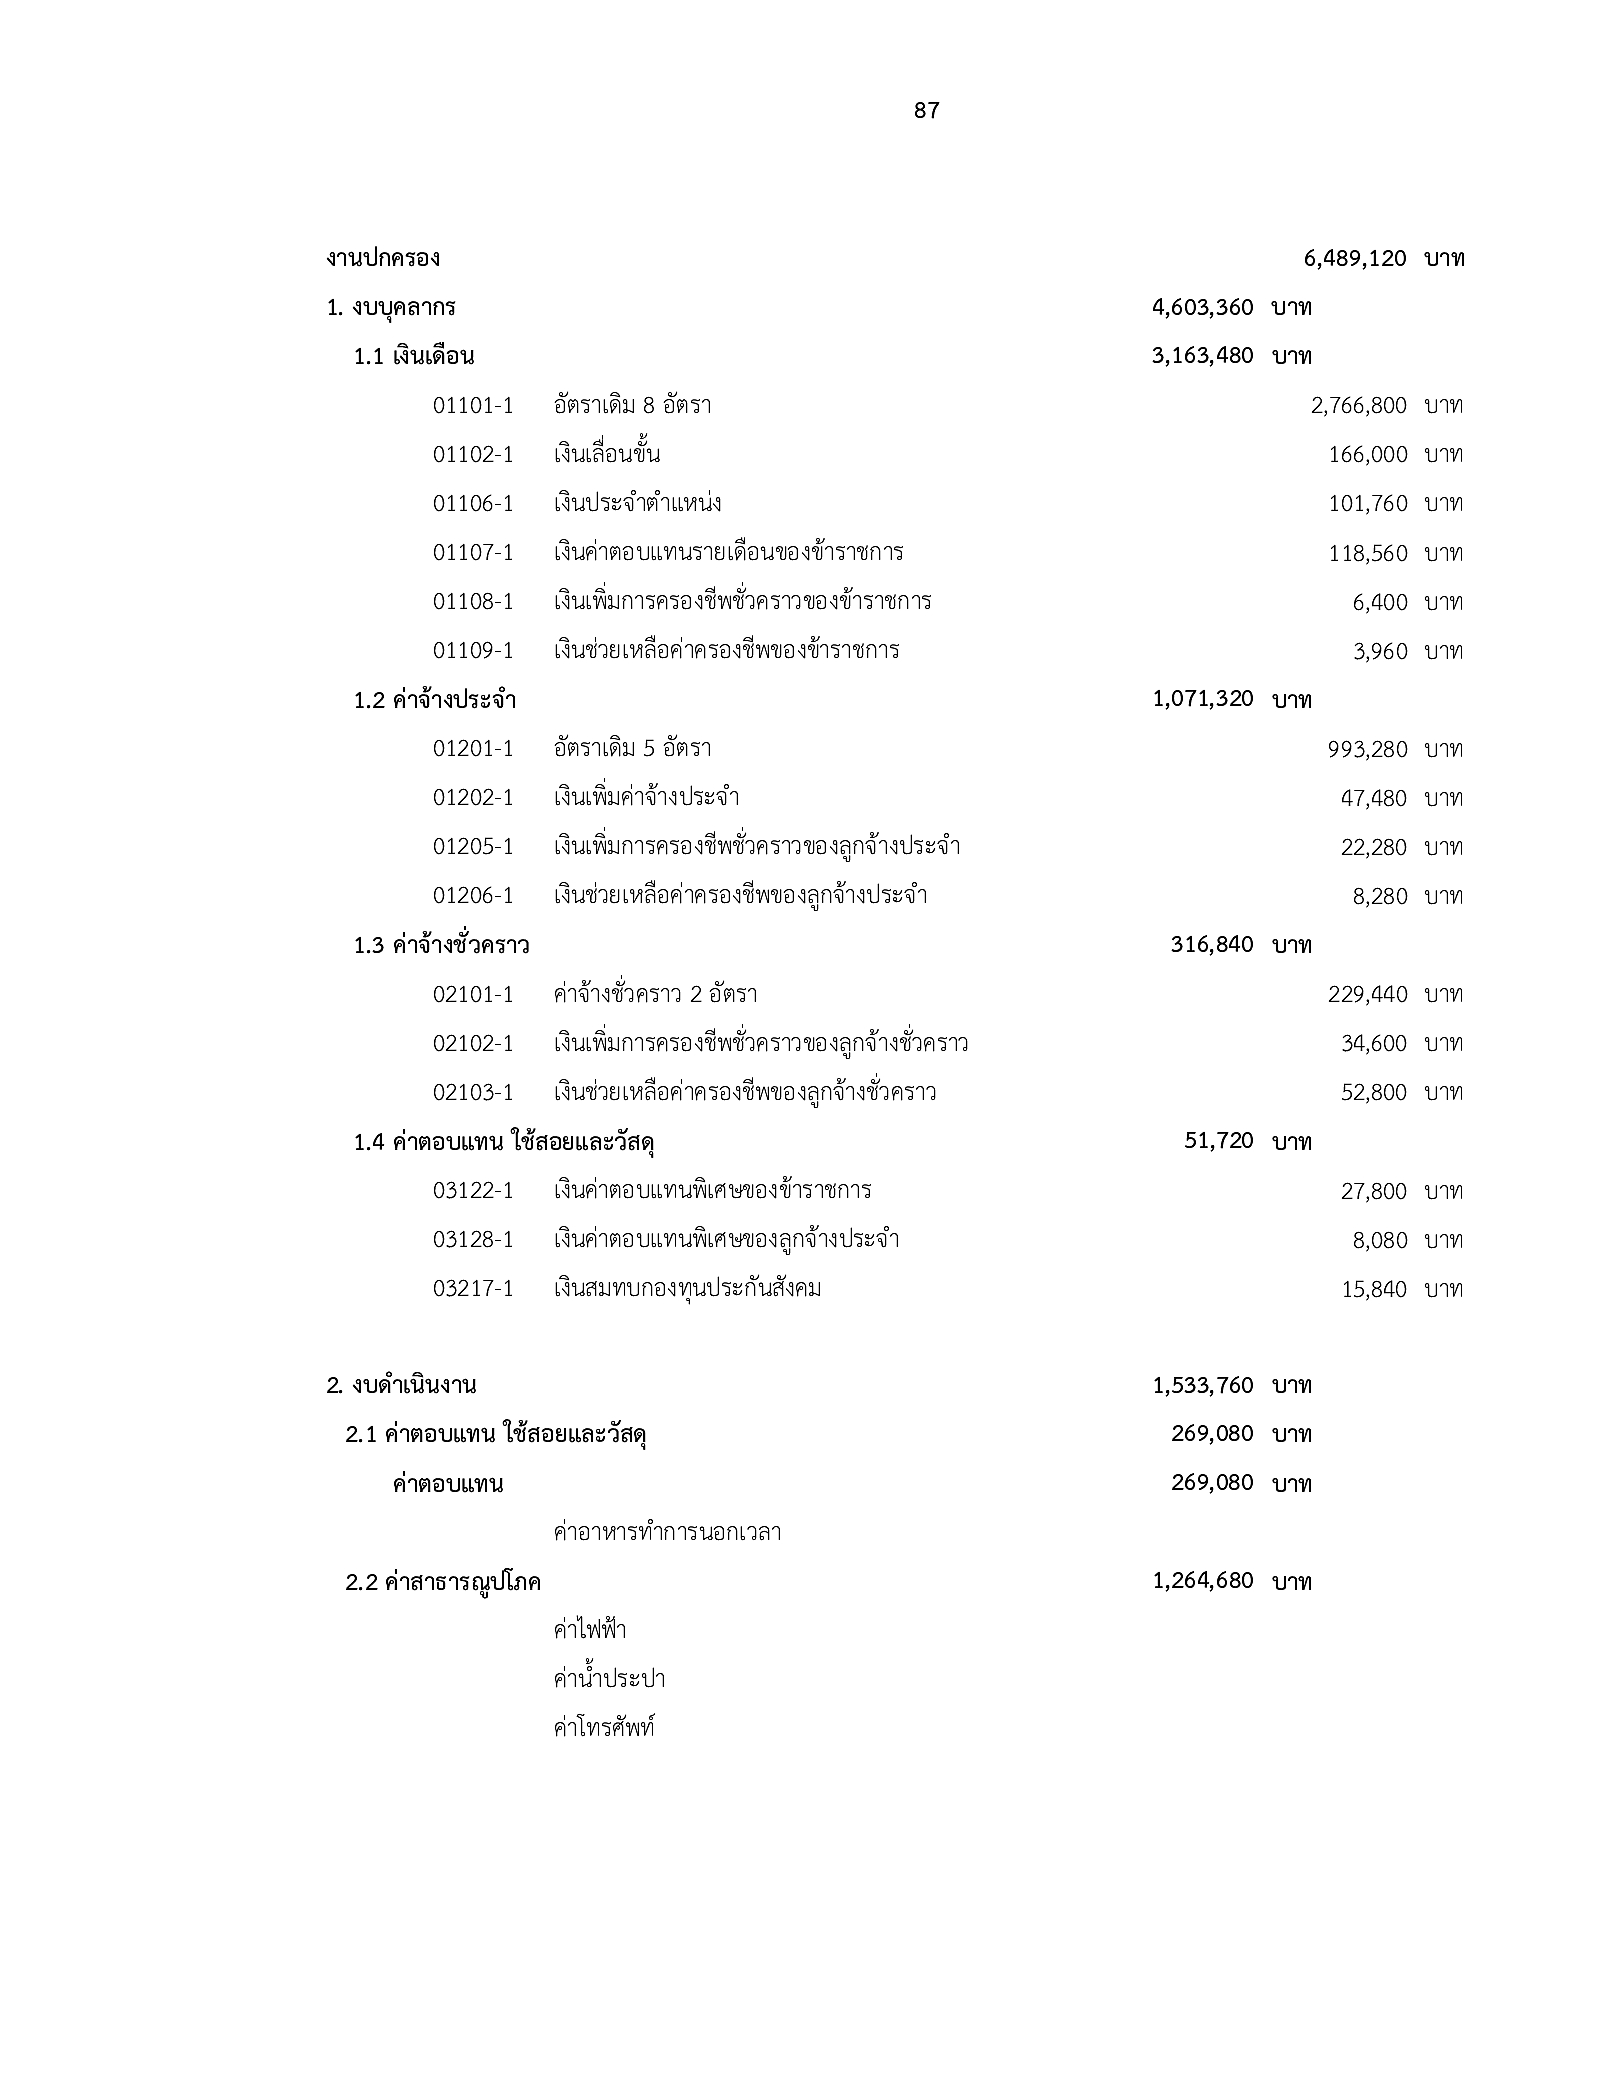 87
งานปกครอง 6,489,120 บาท
1. งบบุคลากร 4,603,360 บาท
1.1 เงินเดือน 3,163,480 บาท
01101-1 อัตราเดิม 8 อัตรา 2,766,800 บาท
01102-1 เงินเลื่อนขั้น 166,000 บาท
01106-1 เงินประจำตำแหน่ง 101,760 บาท
01107-1 เงินค่าตอบแทนรายเดือนของข้าราชการ 118,560 บาท
01108-1 เงินเพิ่มการครองชีพชั่วคราวของข้าราชการ 6,400 บาท
01109-1 เงินช่วยเหลือค่าครองชีพของข้าราชการ 3,960 บาท
1.2 ค่าจ้างประจำ 1,071,320 บาท
01201-1 อัตราเดิม 5 อัตรา 993,280 บาท
01202-1 เงินเพิ่มค่าจ้างประจำ 47,480 บาท
01205-1 เงินเพิ่มการครองชีพชั่วคราวของลูกจ้างประจำ 22,280 บาท
01206-1 เงินช่วยเหลือค่าครองชีพของลูกจ้างประจำ 8,280 บาท
1.3 ค่าจ้างชั่วคราว 316,840 บาท
02101-1 ค่าจ้างชั่วคราว 2 อัตรา 229,440 บาท
02102-1 เงินเพิ่มการครองชีพชั่วคราวของลูกจ้างชั่วคราว 34,600 บาท
02103-1 เงินช่วยเหลือค่าครองชีพของลูกจ้างชั่วคราว 52,800 บาท
1.4 ค่าตอบแทน ใช้สอยและวัสดุ 51,720 บาท
03122-1 เงินค่าตอบแทนพิเศษของข้าราชการ 27,800 บาท
03128-1 เงินค่าตอบแทนพิเศษของลูกจ้างประจำ 8,080 บาท
03217-1 เงินสมทบกองทุนประกันสังคม 15,840 บาท
2. งบดำเนินงาน 1,533,760 บาท
2.1 ค่าตอบแทน ใช้สอยและวัสดุ 269,080 บาท
ค่าตอบแทน 269,080 บาท
ค่าอาหารทำการนอกเวลา
2.2 ค่าสาธารณูปโภค 1,264,680 บาท
ค่าไฟฟ้า
ค่าน้ำประปา
ค่าโทรศัพท์